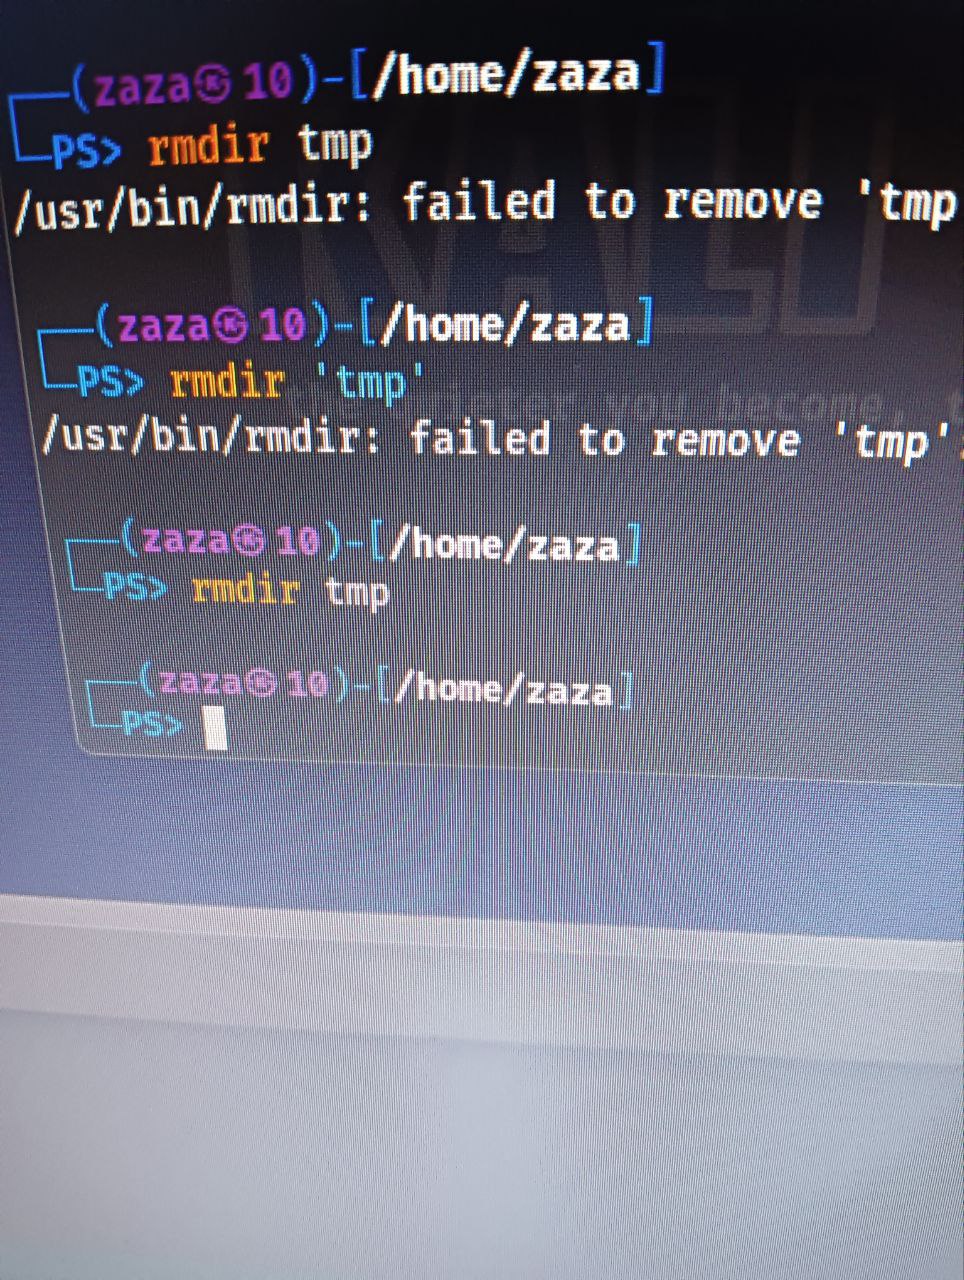 ┌──(zaza㉿10)-[/home/zaza]
└─PS> rmdir tmp
/usr/bin/rmdir: failed to remove 'tmp

┌──(zaza㉿10)-[/home/zaza]
└─PS> rmdir 'tmp'
you become,
/usr/bin/rmdir: failed to remove 'tmp':

┌──(zaza㉿10)-[/home/zaza]
└─PS> rmdir tmp

┌──(zaza㉿10)-[/home/zaza]
└─PS>